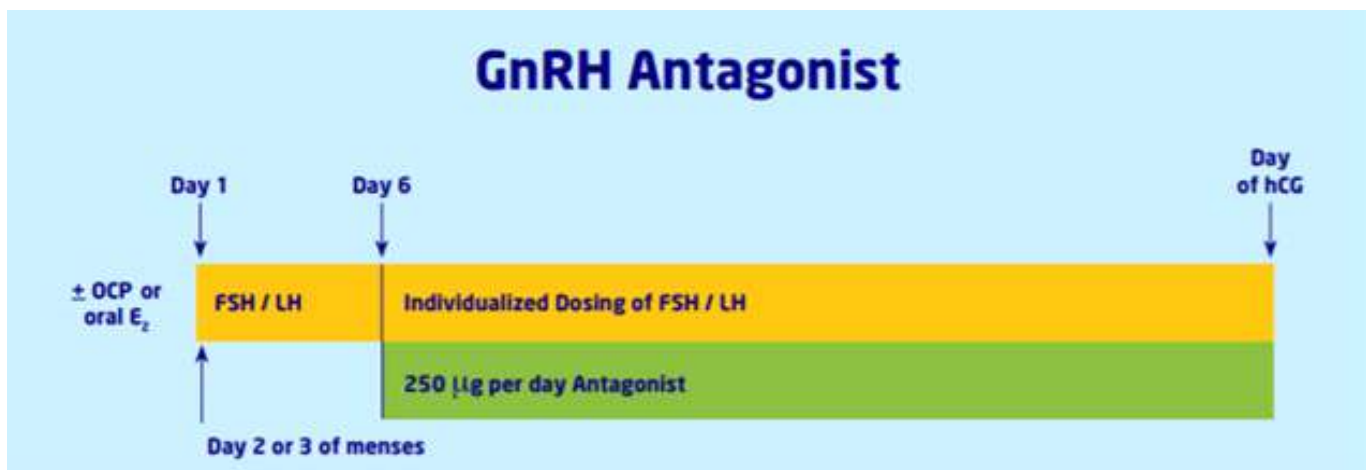 GnRH Antagonist
Day
of hCG
Day 1
Day 6
± OCP or
oral E₂
FSH / LH
Individualized Dosing of FSH / LH
250 µg per day Antagonist
Day 2 or 3 of menses